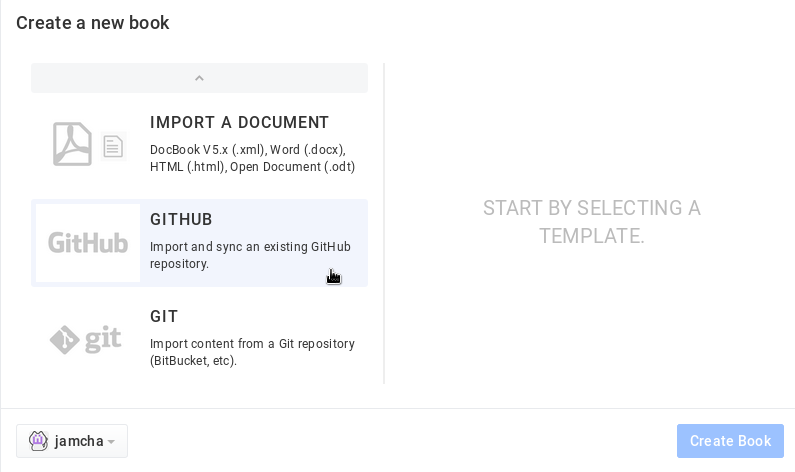 Create a new book
IMPORT A DOCUMENT
DocBook V5.x (.xml), Word (.docx),
HTML (.html), Open Document (.odt)
GitHub
GITHUB
Import and sync an existing GitHub
repository.
git
GIT
Import content from a Git repository
(BitBucket, etc).
START BY SELECTING A
TEMPLATE.
jamcha
Create Book